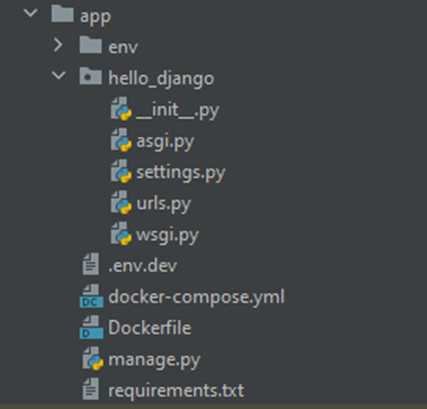 app
env
hello_django
__init__.py
asgi.py
settings.py
urls.py
wsgi.py
.env.dev
DC docker-compose.yml
D Dockerfile
manage.py
requirements.txt